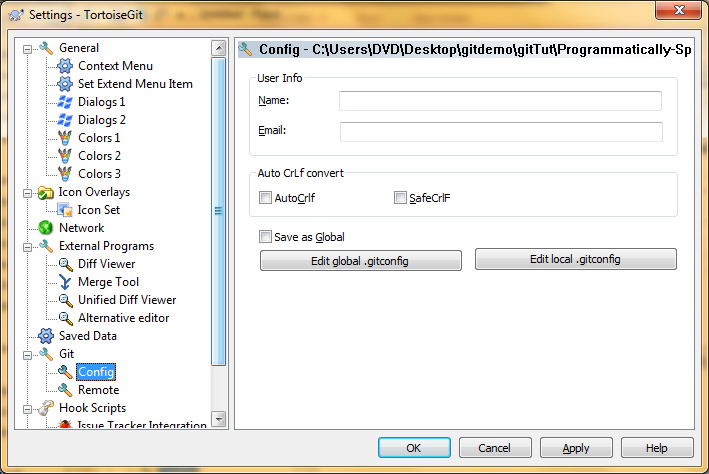 Settings - TortoiseGit
General
Context Menu
Set Extend Menu Item
Dialogs 1
Dialogs 2
Colors 1
Colors 2
Colors 3
Icon Overlays
Icon Set
Network
External Programs
Diff Viewer
Merge Tool
Unified Diff Viewer
Alternative editor
Saved Data
Git
Config
Remote
Hook Scripts
Issue Tracker Integration
Config - C:\Users\DVD\Desktop\gitdemo\gitTut\Programmatically-Sp
User Info
Name:
Email:
Auto CrLf convert
AutoCrlf
SafeCrlF
Save as Global
Edit global .gitconfig
Edit local .gitconfig
OK
Cancel
Apply
Help